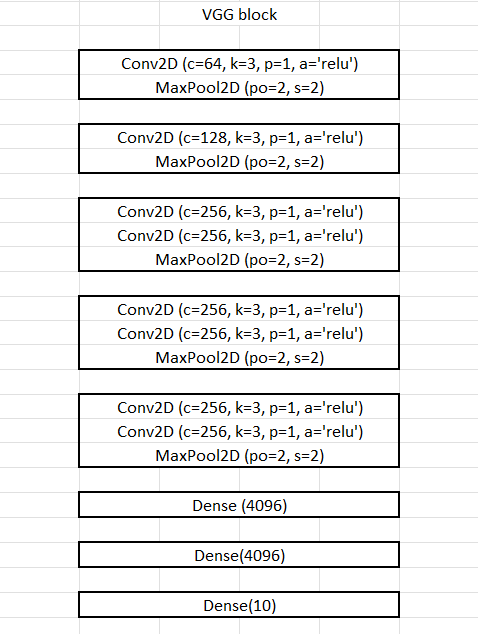 VGG block
Conv2D (c=64, k=3, p=1, a='relu')
MaxPool2D (po=2, s=2)
Conv2D (c=128, k=3, p=1, a='relu')
MaxPool2D (po=2, s=2)
Conv2D (c=256, k=3, p=1, a='relu')
Conv2D (c=256, k=3, p=1, a='relu')
MaxPool2D (po=2, s=2)
Conv2D (c=256, k=3, p=1, a='relu')
Conv2D (c=256, k=3, p=1, a='relu')
MaxPool2D (po=2, s=2)
Conv2D (c=256, k=3, p=1, a='relu')
Conv2D (c=256, k=3, p=1, a='relu')
MaxPool2D (po=2, s=2)
Dense (4096)
Dense(4096)
Dense(10)